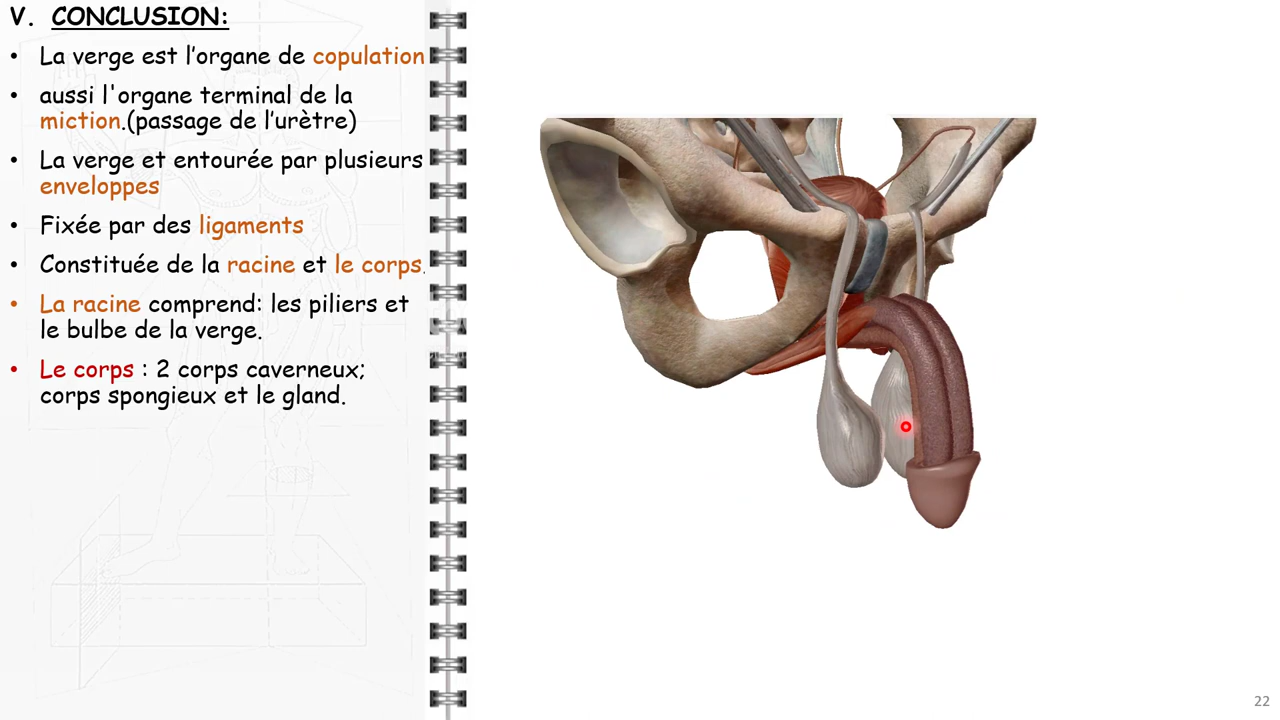 V. CONCLUSION:
• La verge est l’organe de copulation
• aussi l'organe terminal de la
miction.(passage de l’urètre)
• La verge et entourée par plusieurs
enveloppes
• Fixée par des ligaments
• Constituée de la racine et le corps.
• La racine comprend: les piliers et
le bulbe de la verge.
• Le corps : 2 corps caverneux;
corps spongieux et le gland.
22